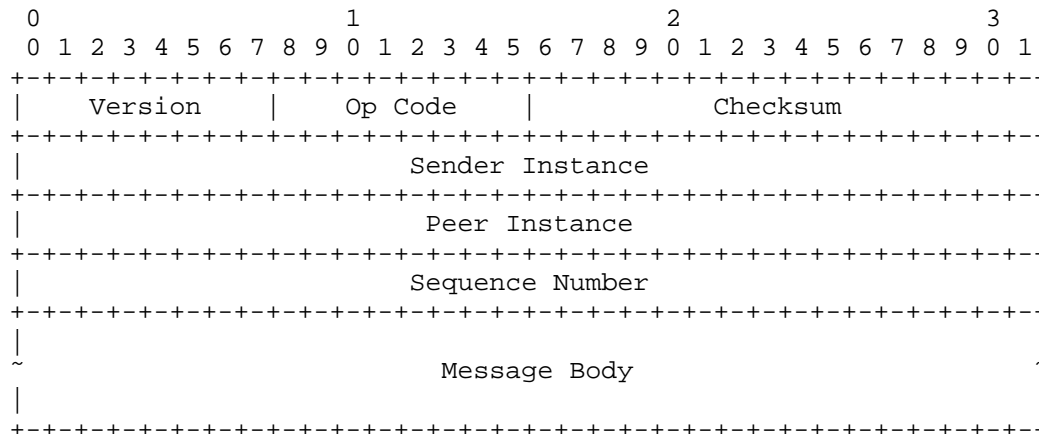 0                   1                   2                   3
 0 1 2 3 4 5 6 7 8 9 0 1 2 3 4 5 6 7 8 9 0 1 2 3 4 5 6 7 8 9 0 1
+-+-+-+-+-+-+-+-+-+-+-+-+-+-+-+-+-+-+-+-+-+-+-+-+-+-+-+-+-+-+-+-
|    Version    |    Op Code    |           Checksum
+-+-+-+-+-+-+-+-+-+-+-+-+-+-+-+-+-+-+-+-+-+-+-+-+-+-+-+-+-+-+-+-
|                        Sender Instance
+-+-+-+-+-+-+-+-+-+-+-+-+-+-+-+-+-+-+-+-+-+-+-+-+-+-+-+-+-+-+-+-
|                         Peer Instance
+-+-+-+-+-+-+-+-+-+-+-+-+-+-+-+-+-+-+-+-+-+-+-+-+-+-+-+-+-+-+-+-
|                        Sequence Number
+-+-+-+-+-+-+-+-+-+-+-+-+-+-+-+-+-+-+-+-+-+-+-+-+-+-+-+-+-+-+-+-
|
~                          Message Body
|
+-+-+-+-+-+-+-+-+-+-+-+-+-+-+-+-+-+-+-+-+-+-+-+-+-+-+-+-+-+-+-+-